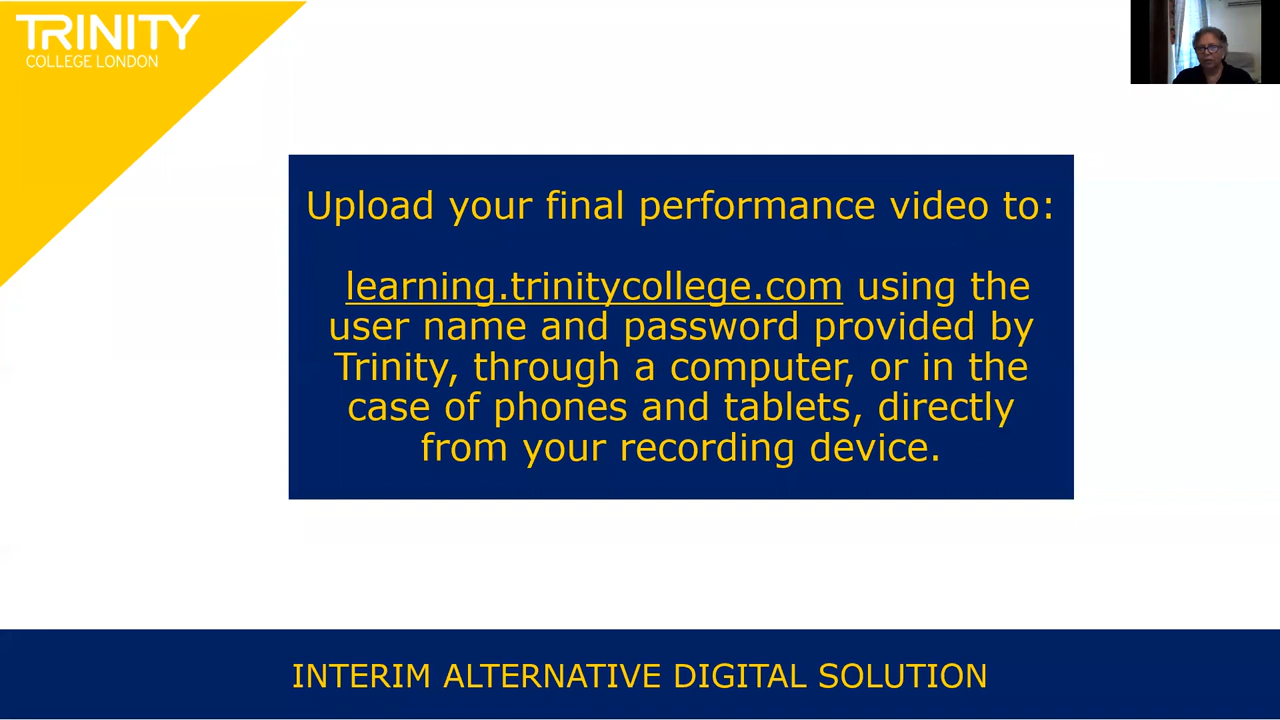 TRINITY
COLLEGE LONDON
Upload your final performance video to:
learning.trinitycollege.com using the
user name and password provided by
Trinity, through a computer, or in the
case of phones and tablets, directly
from your recording device.
INTERIM ALTERNATIVE DIGITAL SOLUTION